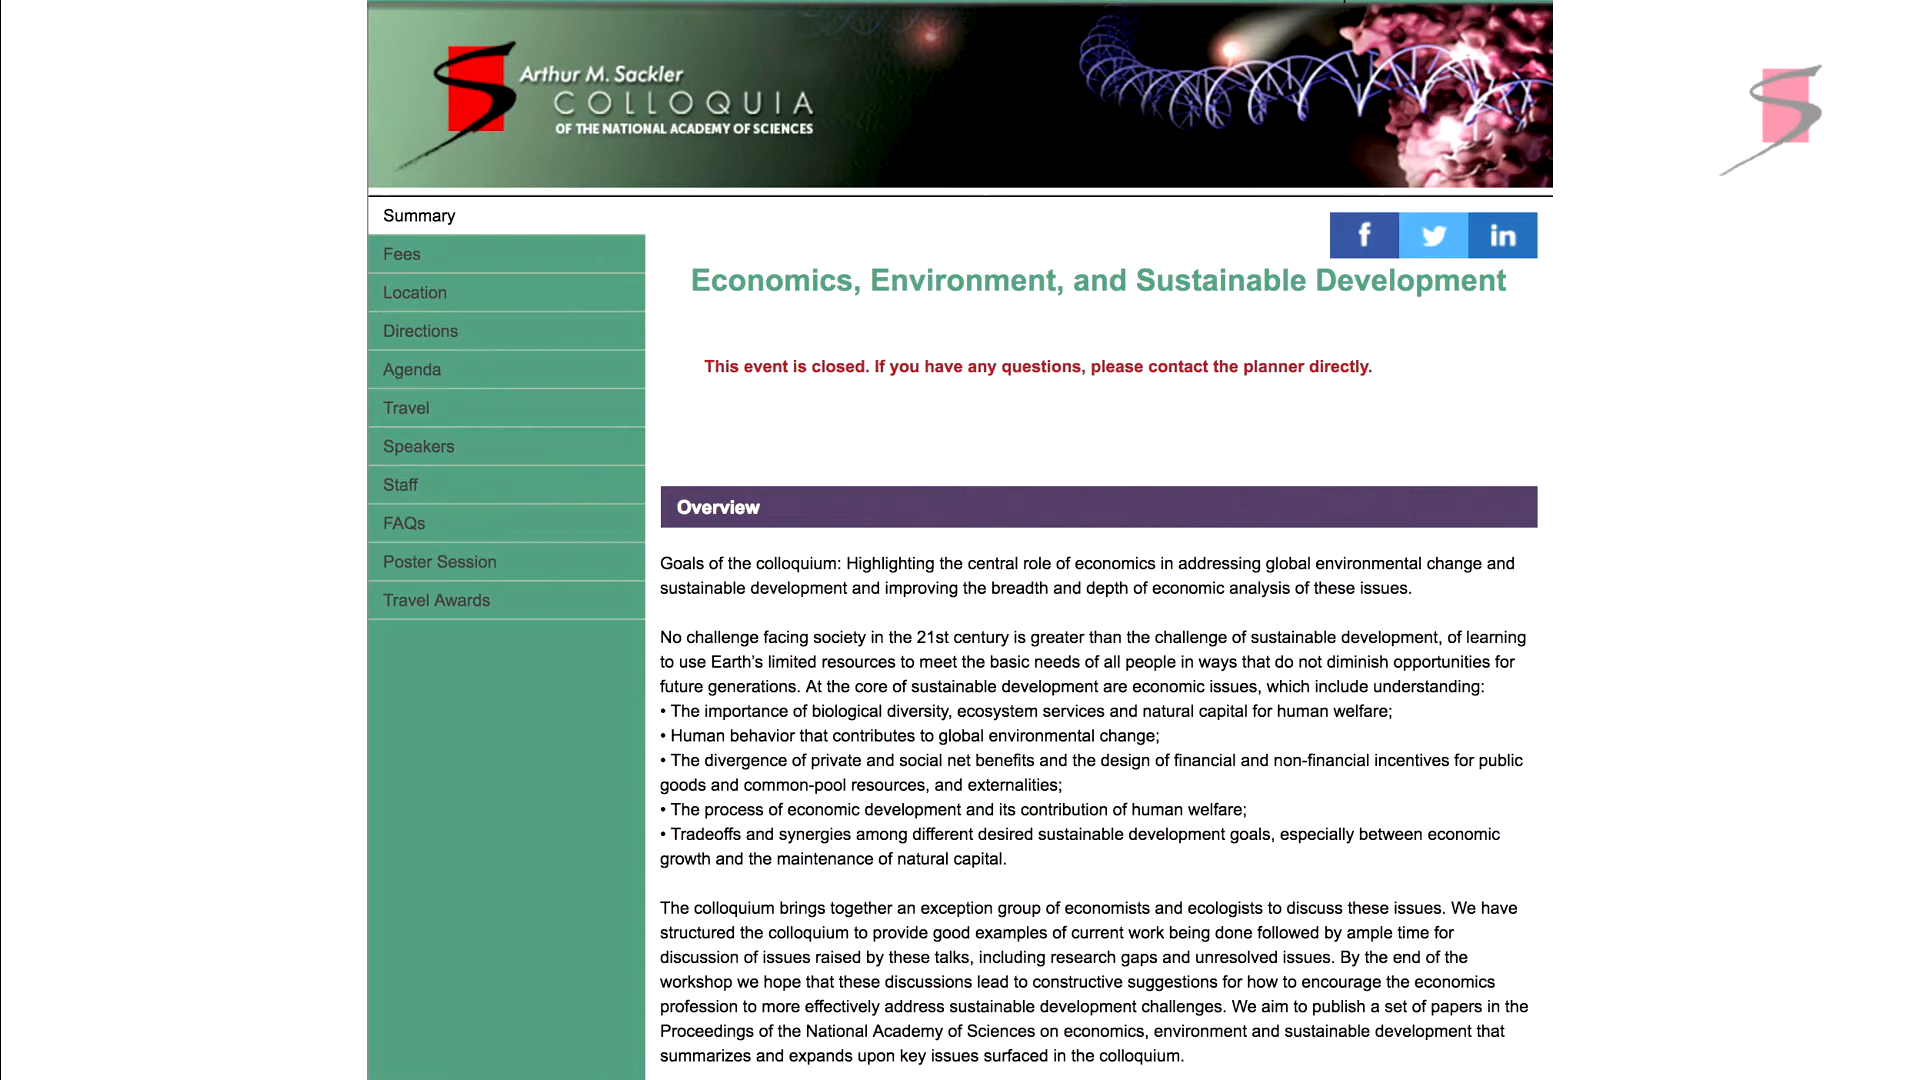 Arthur M. Sackler
COLLOQUIA
OF THE NATIONAL ACADEMY OF SCIENCES
Summary
Fees
Location
Directions
Agenda
Travel
Speakers
Staff
FAQs
Poster Session
Travel Awards
f
in
Economics, Environment, and Sustainable Development
This event is closed. If you have any questions, please contact the planner directly.
Overview
Goals of the colloquium: Highlighting the central role of economics in addressing global environmental change and
sustainable development and improving the breadth and depth of economic analysis of these issues.
No challenge facing society in the 21st century is greater than the challenge of sustainable development, of learning
to use Earth’s limited resources to meet the basic needs of all people in ways that do not diminish opportunities for
future generations. At the core of sustainable development are economic issues, which include understanding:
• The importance of biological diversity, ecosystem services and natural capital for human welfare;
• Human behavior that contributes to global environmental change;
• The divergence of private and social net benefits and the design of financial and non-financial incentives for public
goods and common-pool resources, and externalities;
• The process of economic development and its contribution of human welfare;
• Tradeoffs and synergies among different desired sustainable development goals, especially between economic
growth and the maintenance of natural capital.
The colloquium brings together an exception group of economists and ecologists to discuss these issues. We have
structured the colloquium to provide good examples of current work being done followed by ample time for
discussion of issues raised by these talks, including research gaps and unresolved issues. By the end of the
workshop we hope that these discussions lead to constructive suggestions for how to encourage the economics
profession to more effectively address sustainable development challenges. We aim to publish a set of papers in the
Proceedings of the National Academy of Sciences on economics, environment and sustainable development that
summarizes and expands upon key issues surfaced in the colloquium.